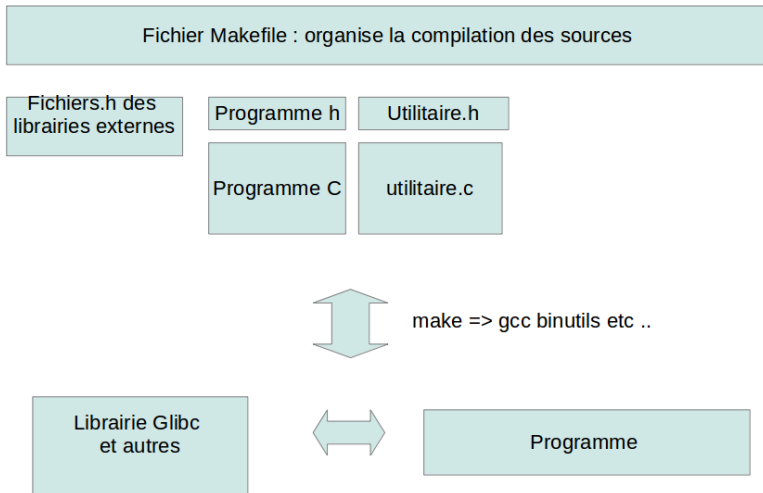 Fichier Makefile : organise la compilation des sources
Fichiers.h des
librairies externes
Programme h
Utilitaire.h
Programme C
utilitaire.c
make => gcc binutils etc ..
Librairie Glibc
et autres
Programme